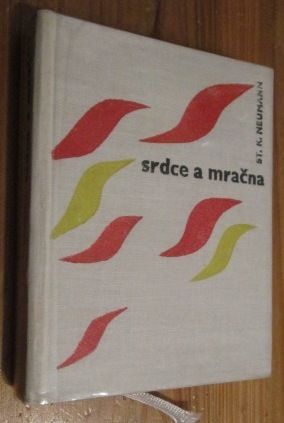 srdce a mračna
ST. K. NEUMANN